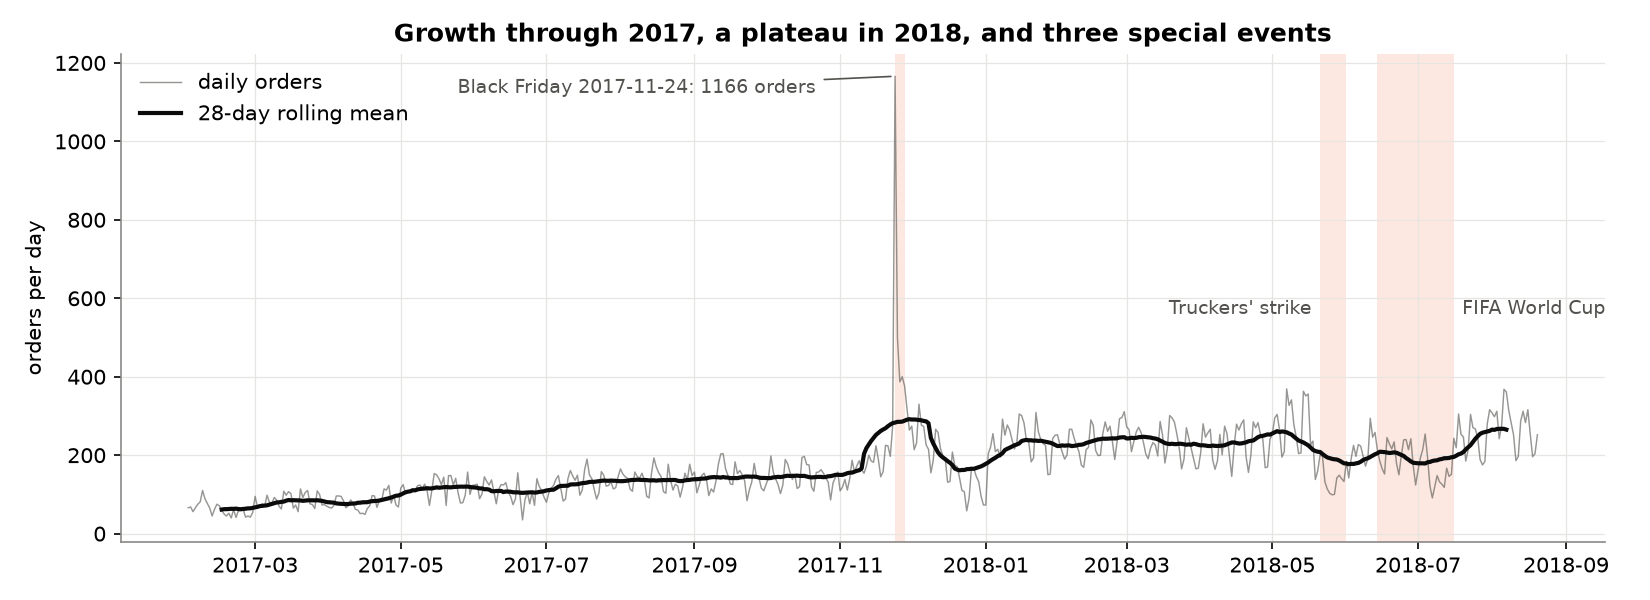 Growth through 2017, a plateau in 2018, and three special events
daily orders
28-day rolling mean
Black Friday 2017-11-24: 1166 orders
Truckers' strike
FIFA World Cup
orders per day
1200
1000
800
600
400
200
0
2017-03
2017-05
2017-07
2017-09
2017-11
2018-01
2018-03
2018-05
2018-07
2018-09